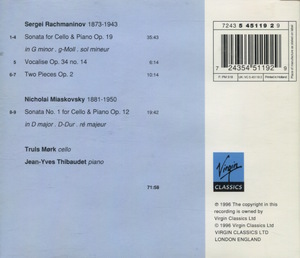 Sergei Rachmaninov 1873-1943
1-4 Sonata for Cello & Piano Op. 19 35:43
in G minor . g-Moll . sol mineur
5 Vocalise Op. 34 no. 14 6:14
6-7 Two Pieces Op. 2 10:14
Nicholai Miaskovsky 1881-1950
8-9 Sonata No. 1 for Cello & Piano Op. 12 19:42
in D major . D-Dur . ré majeur
Truls Mørk cello
Jean-Yves Thibaudet piano
71:59
7243 5 45119 2 9
7 24354 51192 9
Virgin
CLASSICS
℗ 1996 The copyright in this
recording is owned by
Virgin Classics Ltd
© 1996 Virgin Classics Ltd
VIRGIN CLASSICS LTD
LONDON ENGLAND